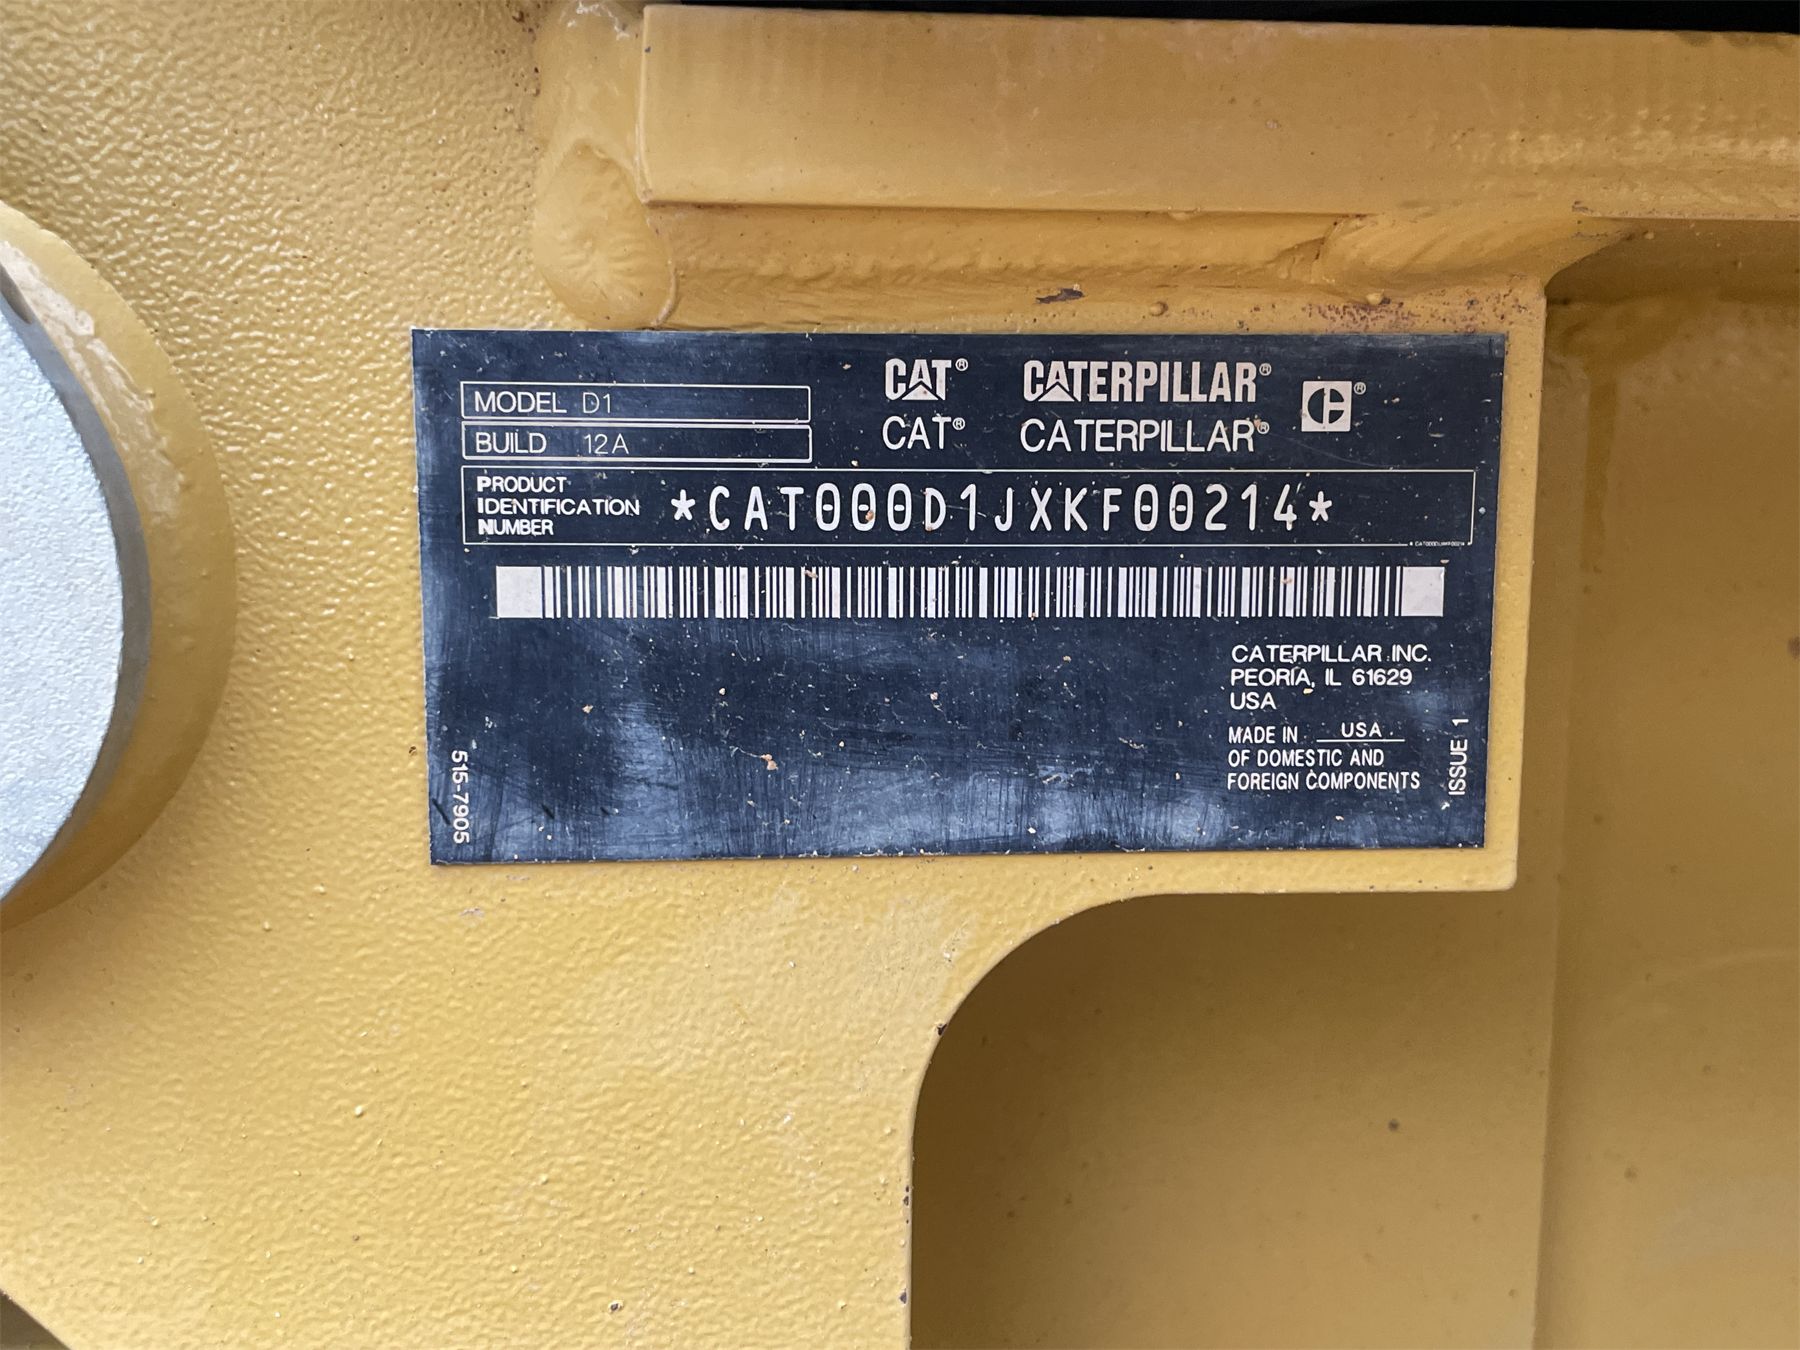 MODEL D1
BUILD 12A
CAT® CATERPILLAR® C®
CAT® CATERPILLAR®
PRODUCT
IDENTIFICATION
NUMBER
*CAT000D1JXKF00214*
CATERPILLAR INC.
PEORIA, IL 61629
USA
MADE IN USA
OF DOMESTIC AND
FOREIGN COMPONENTS
ISSUE 1
515-7905